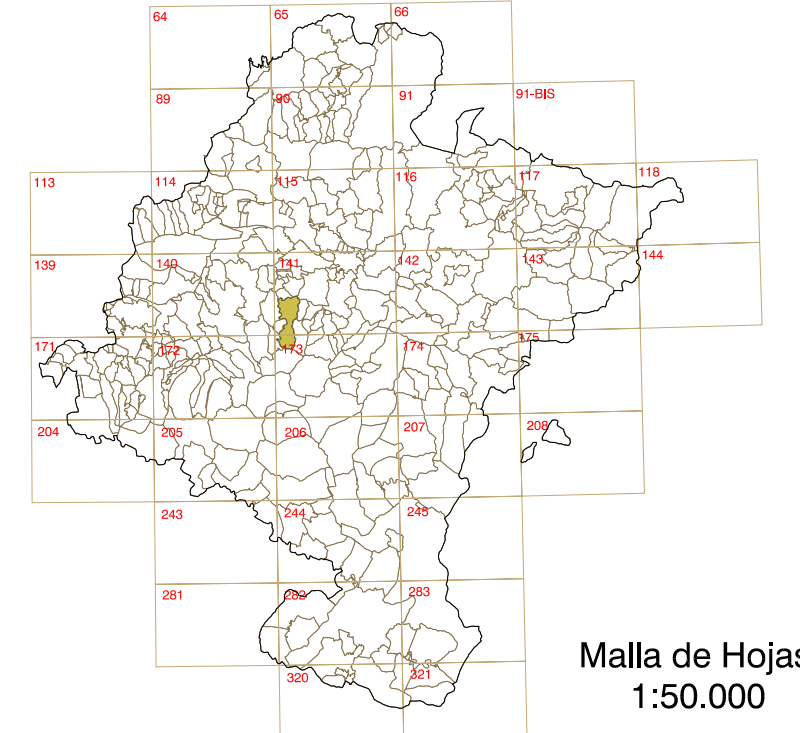 64 65 66
89 90 91 91-BIS
113 114 115 116 117 118
139 140 141 142 143 144
171 172 173 174 175
204 205 206 207 208
243 244 245
281 282 283
320 321
Malla de Hojas
1:50.000